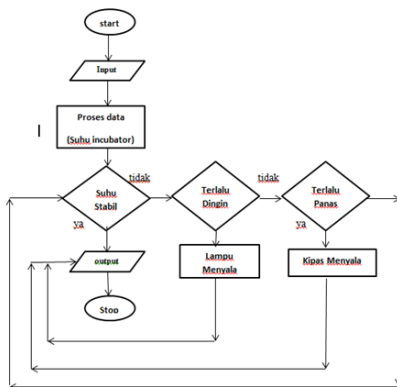 start
Input
Proses data
(Suhu incubator)
tidak
tidak
Suhu
Stabil
Terlalu
Dingin
Terlalu
Panas
ya
ya
output
Lampu
Menyala
Kipas Menyala
Stop